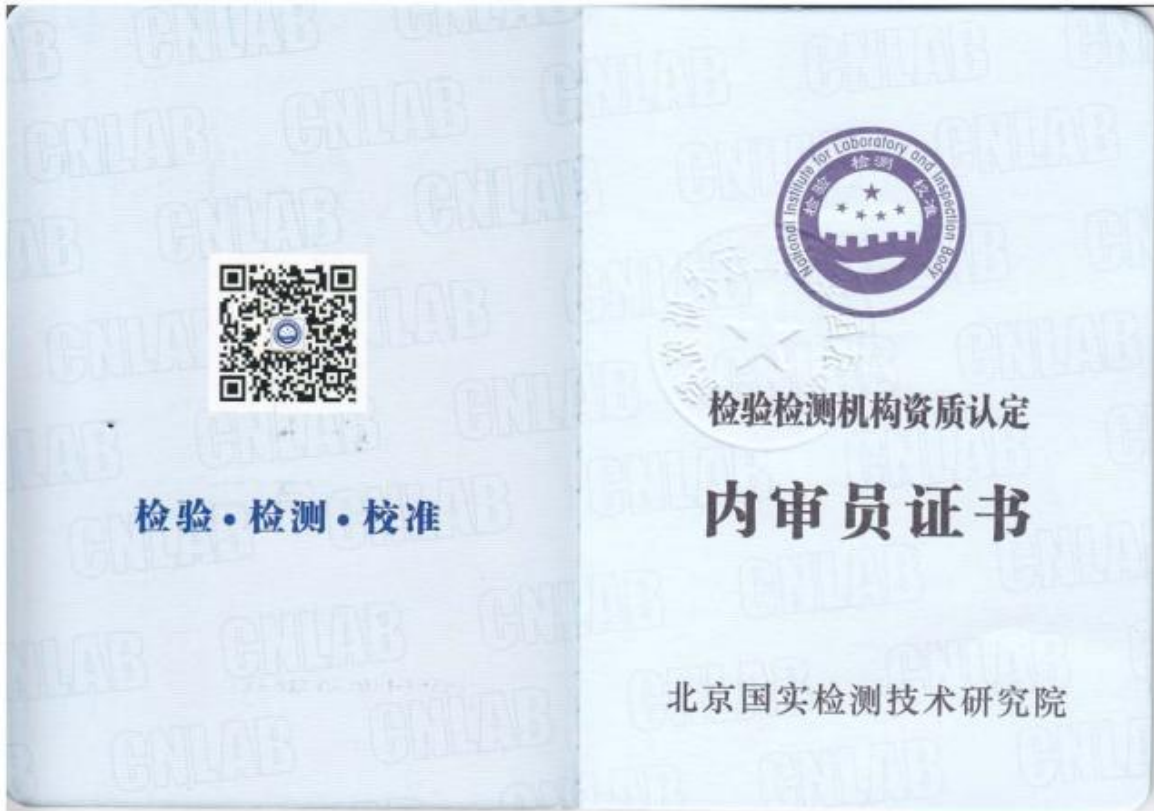 检验·检测·校准
National Institute for Laboratory and Inspection Body
检验 检测 校准
检验检测机构资质认定
内审员证书
北京国实检测技术研究院
CNLAB